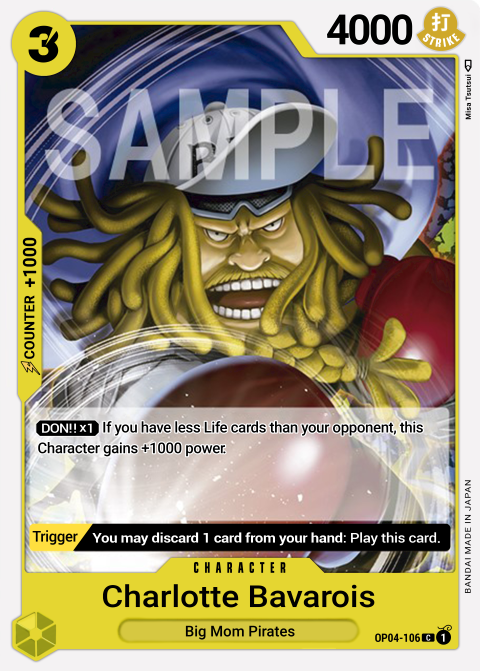 3
4000
打
STRIKE
Misa Tsutsui
SAMPLE
COUNTER +1000
DON!!×1 If you have less Life cards than your opponent, this
Character gains +1000 power.
Trigger You may discard 1 card from your hand: Play this card.
BANDAI MADE IN JAPAN
CHARACTER
Charlotte Bavarois
Big Mom Pirates
OP04-106 C 1